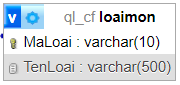 v ql_cf loaimon
MaLoai : varchar(10)
TenLoai : varchar(500)